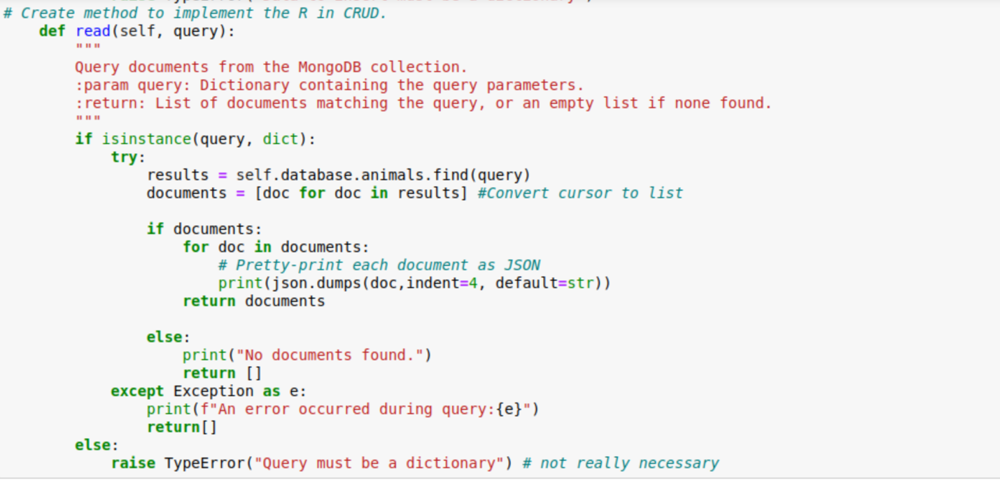 # Create method to implement the R in CRUD.
    def read(self, query):
        """
        Query documents from the MongoDB collection.
        :param query: Dictionary containing the query parameters.
        :return: List of documents matching the query, or an empty list if none found.
        """
        if isinstance(query, dict):
            try:
                results = self.database.animals.find(query)
                documents = [doc for doc in results] #Convert cursor to list

                if documents:
                    for doc in documents:
                        # Pretty-print each document as JSON
                        print(json.dumps(doc,indent=4, default=str))
                    return documents

                else:
                    print("No documents found.")
                    return []
            except Exception as e:
                print(f"An error occurred during query:{e}")
                return[]
        else:
            raise TypeError("Query must be a dictionary") # not really necessary